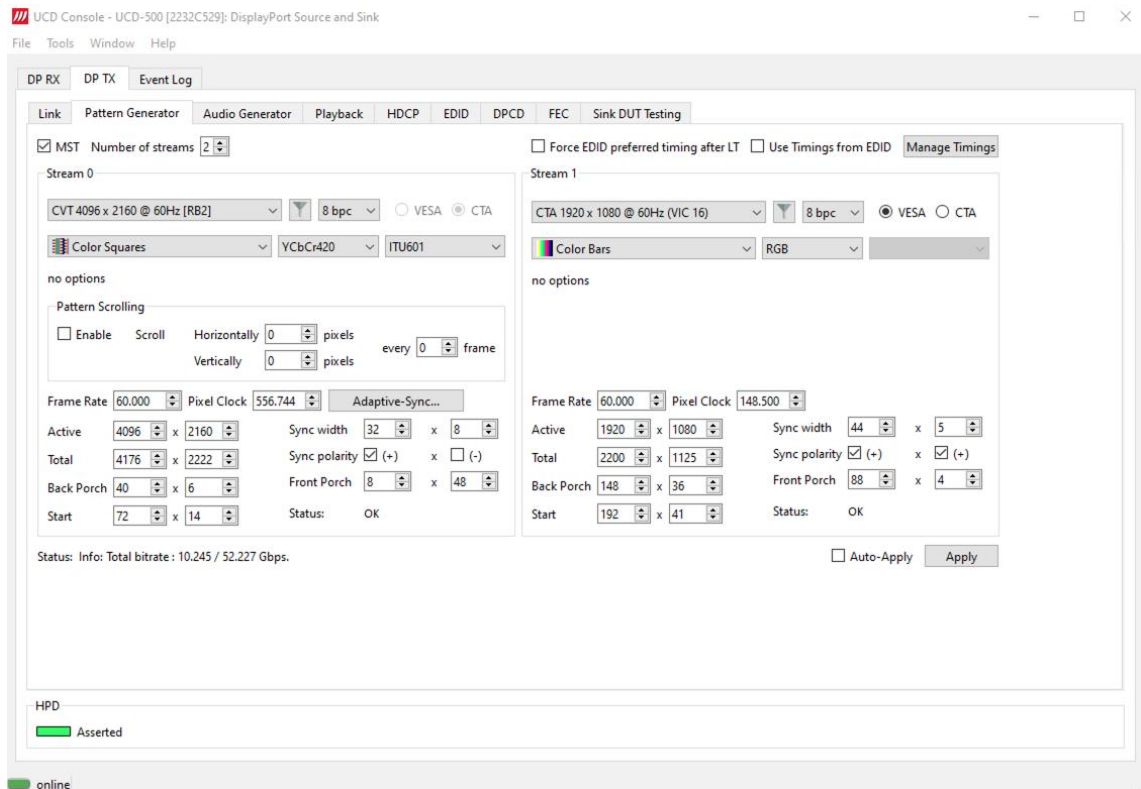 UCD Console - UCD-500 [2232C529]: DisplayPort Source and Sink
File Tools Window Help
DP RX DP TX Event Log
Link Pattern Generator Audio Generator Playback HDCP EDID DPCD FEC Sink DUT Testing
MST Number of streams 2 Force EDID preferred timing after LT Use Timings from EDID Manage Timings
Stream 0
CVT 4096 x 2160 @ 60Hz [RB2] 8 bpc VESA CTA
Color Squares YCbCr420 ITU601
no options
Pattern Scrolling
Enable Scroll Horizontally 0 pixels every 0 frame
Vertically 0 pixels
Frame Rate 60.000 Pixel Clock 556.744 Adaptive-Sync...
Active 4096 x 2160 Sync width 32 x 8
Total 4176 x 2222 Sync polarity (+) x (-)
Back Porch 40 x 6 Front Porch 8 x 48
Start 72 x 14 Status: OK
Stream 1
CTA 1920 x 1080 @ 60Hz (VIC 16) 8 bpc VESA CTA
Color Bars RGB
no options
Frame Rate 60.000 Pixel Clock 148.500
Active 1920 x 1080 Sync width 44 x 5
Total 2200 x 1125 Sync polarity (+) x (+)
Back Porch 148 x 36 Front Porch 88 x 4
Start 192 x 41 Status: OK
Status: Info: Total bitrate : 10.245 / 52.227 Gbps. Auto-Apply Apply
HPD
Asserted
online